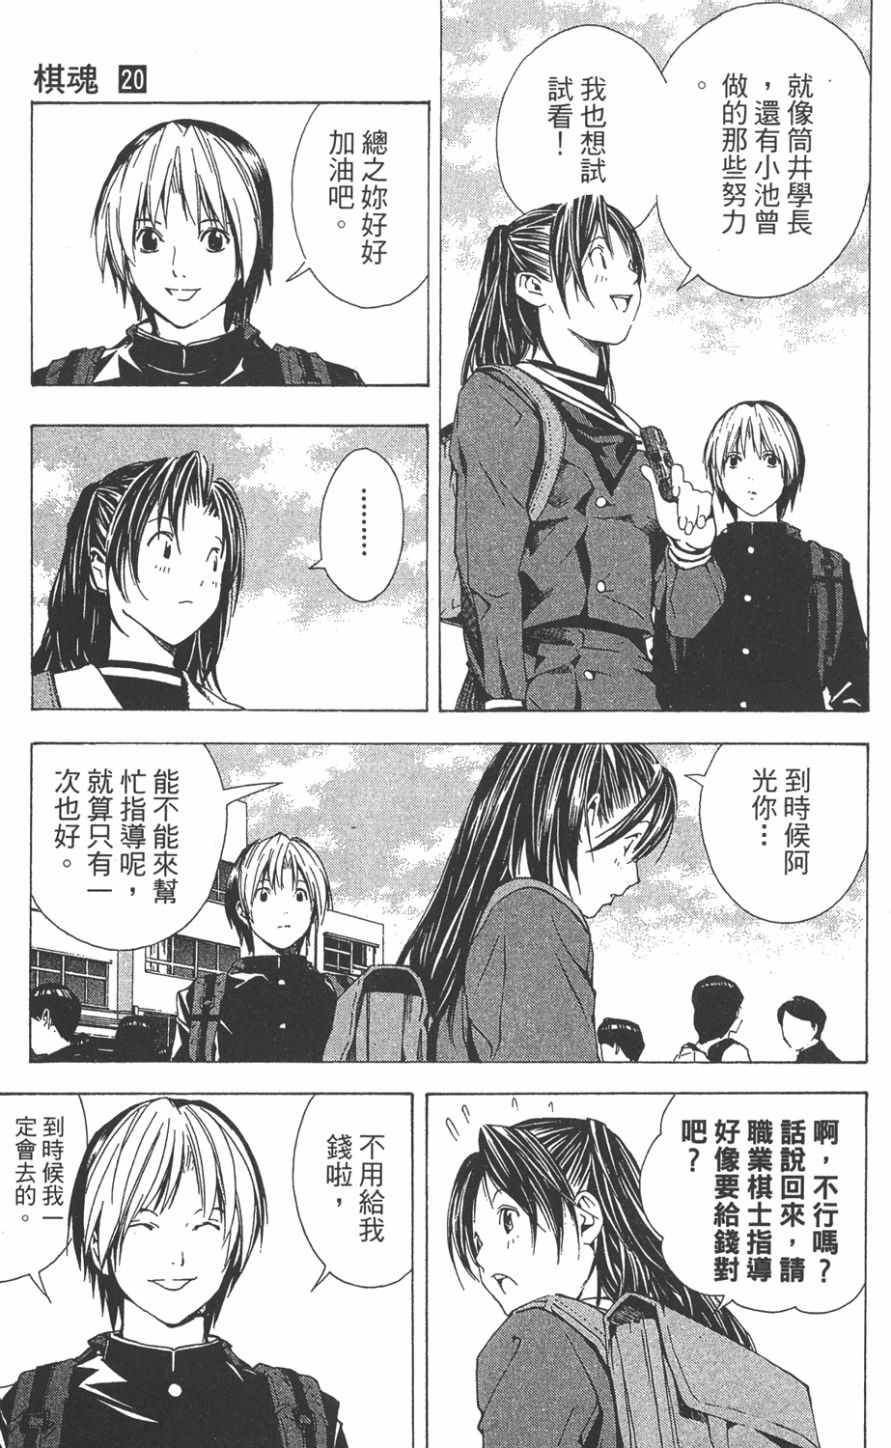 棋魂 20
就像筒井學長
，還有小池曾
做的那些努力
。
我也想試
試看！
總之妳好好
加油吧。
………
到時候阿
光你…
能不能來幫
忙指導呢，
就算只有一
次也好。
啊，不行嗎？
話說回來，請
職業棋士指導
好像要給錢對
吧？
不用給我
錢啦，
到時候我一
定會去的。